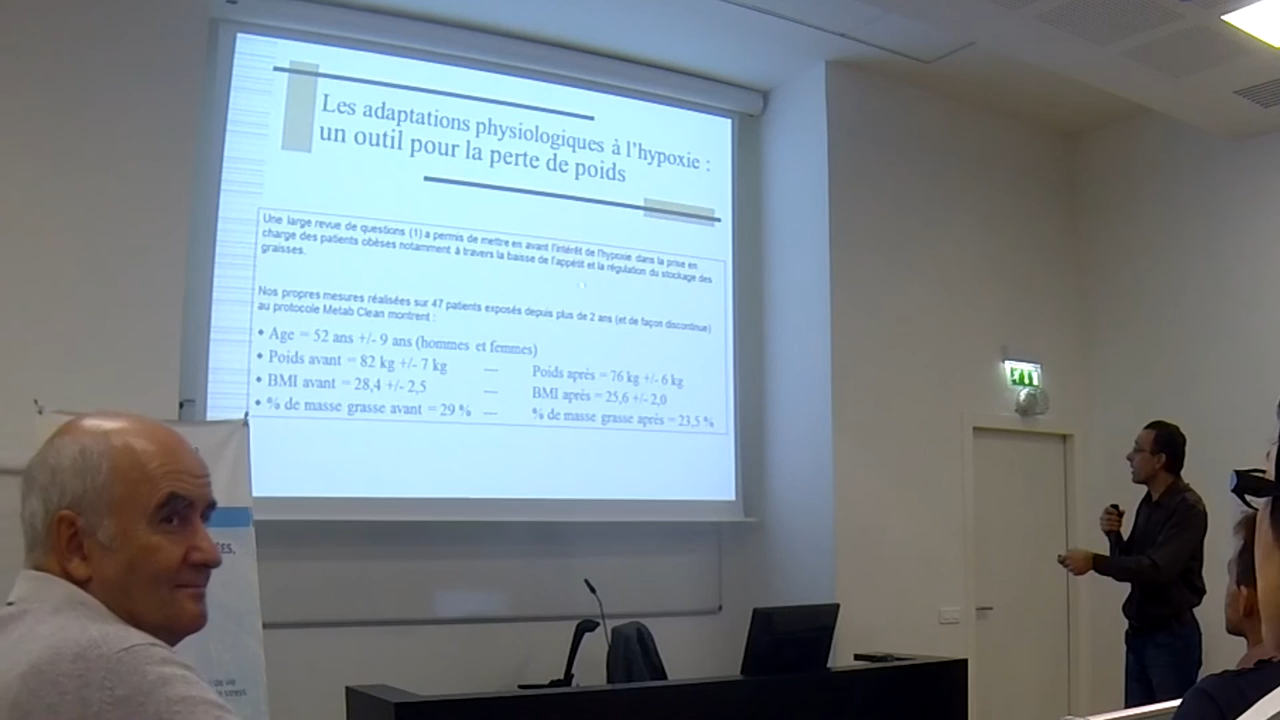 Les adaptations physiologiques à l'hypoxie :
un outil pour la perte de poids
Une large revue de questions (1) a permis de mettre en avant l'intérêt de l'hypoxie dans la prise en
charge des patients obèses notamment à travers la baisse de l'appétit et la régulation du stockage des
graisses.
Nos propres mesures réalisées sur 47 patients exposés depuis plus de 2 ans (et de façon discontinue)
au protocole Metab Clean montrent :
• Age = 52 ans +/- 9 ans (hommes et femmes)
• Poids avant = 82 kg +/- 7 kg — Poids après = 76 kg +/- 6 kg
• BMI avant = 28,4 +/- 2,5 — BMI après = 25,6 +/- 2,0
• % de masse grasse avant = 29 % — % de masse grasse après = 23,5 %
de vie
stress